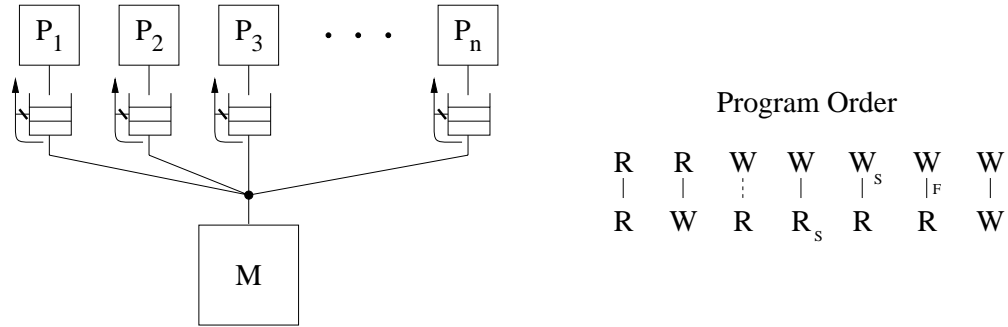 P1 P2 P3 . . . Pn
Program Order
R R W W WS W W
F
R W R RS R R W
M